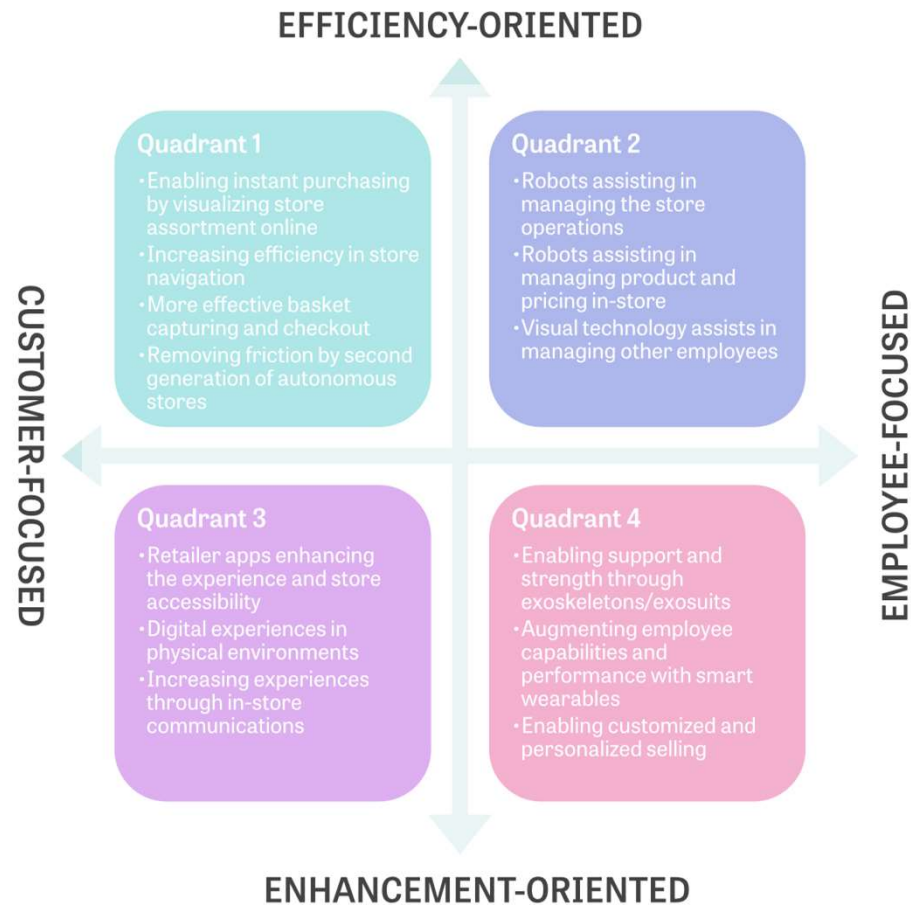 EFFICIENCY-ORIENTED
Quadrant 1
•Enabling instant purchasing
by visualizing store
assortment online
•Increasing efficiency in store
navigation
•More effective basket
capturing and checkout
•Removing friction by second
generation of autonomous
stores
Quadrant 2
•Robots assisting in
managing the store
operations
•Robots assisting in
managing product and
pricing in-store
•Visual technology assists in
managing other employees
CUSTOMER-FOCUSED
EMPLOYEE-FOCUSED
Quadrant 3
•Retailer apps enhancing
the experience and store
accessibility
•Digital experiences in
physical environments
•Increasing experiences
through in-store
communications
Quadrant 4
•Enabling support and
strength through
exoskeletons/exosuits
•Augmenting employee
capabilities and
performance with smart
wearables
•Enabling customized and
personalized selling
ENHANCEMENT-ORIENTED